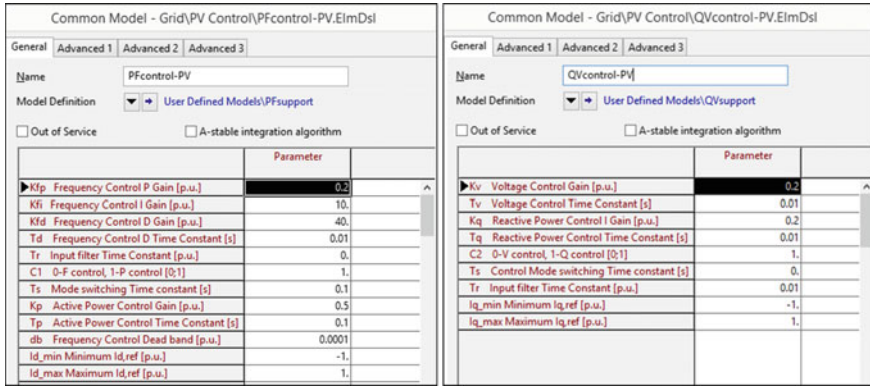 Common Model - Grid\PV Control\PFcontrol-PV.ElmDsl
General Advanced 1 Advanced 2 Advanced 3
Name PFcontrol-PV
Model Definition User Defined Models\PFsupport
Out of Service A-stable integration algorithm
Parameter
Kfp Frequency Control P Gain [p.u.] 0.2
Kfi Frequency Control I Gain [p.u.] 10.
Kfd Frequency Control D Gain [p.u.] 40.
Td Frequency Control D Time Constant [s] 0.01
Tr Input filter Time Constant [p.u.] 0.
C1 0-F control, 1-P control [0;1] 1.
Ts Mode switching Time constant [s] 0.1
Kp Active Power Control Gain [p.u.] 0.5
Tp Active Power Control Time Constant [s] 0.1
db Frequency Control Dead band [p.u.] 0.0001
Id_min Minimum Id,ref [p.u.] -1.
Id_max Maximum Id,ref [p.u.] 1.
Common Model - Grid\PV Control\QVcontrol-PV.ElmDsl
General Advanced 1 Advanced 2 Advanced 3
Name QVcontrol-PV
Model Definition User Defined Models\QVsupport
Out of Service A-stable integration algorithm
Parameter
Kv Voltage Control Gain [p.u.] 0.2
Tv Voltage Control Time Constant [s] 0.01
Kq Reactive Power Control I Gain [p.u.] 0.2
Tq Reactive Power Control Time Constant [s] 0.01
C2 0-V control, 1-Q control [0;1] 1.
Ts Control Mode switching Time constant [s] 0.
Tr Input filter Time Constant [p.u.] 0.01
Iq_min Minimum Iq,ref [p.u.] -1.
Iq_max Maximum Iq,ref [p.u.] 1.